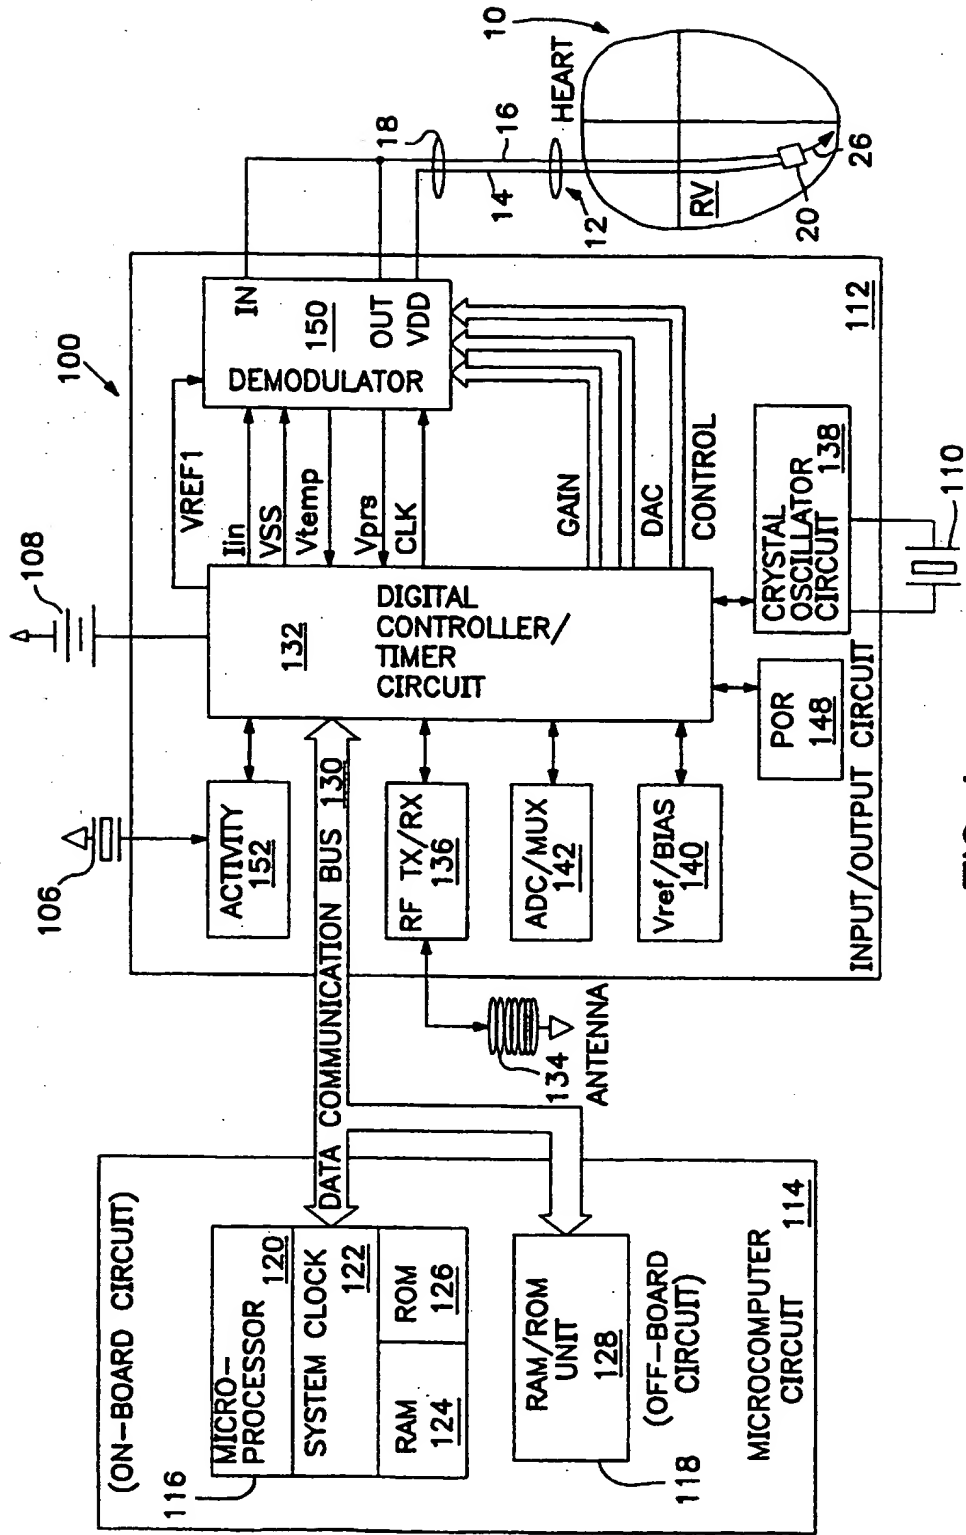 (ON-BOARD CIRCUIT)
116
MICRO-
PROCESSOR 120
SYSTEM CLOCK
122
RAM
124
ROM
126
RAM/ROM
UNIT
128
(OFF-BOARD
CIRCUIT)
118
MICROCOMPUTER
CIRCUIT 114
DATA COMMUNICATION BUS 130
106
ACTIVITY
152
RF TX/RX
136
134
ANTENNA
ADC/MUX
142
Vref/BIAS
140
108
132
DIGITAL
CONTROLLER/
TIMER
CIRCUIT
POR
148
CRYSTAL
OSCILLATOR
CIRCUIT 138
110
INPUT/OUTPUT CIRCUIT
112
100
VREF1
Iin
VSS
Vtemp
Vprs
CLK
GAIN
DAC
CONTROL
DEMODULATOR
150
IN
OUT
VDD
18
14
16
12
HEART
10
RV
20
26